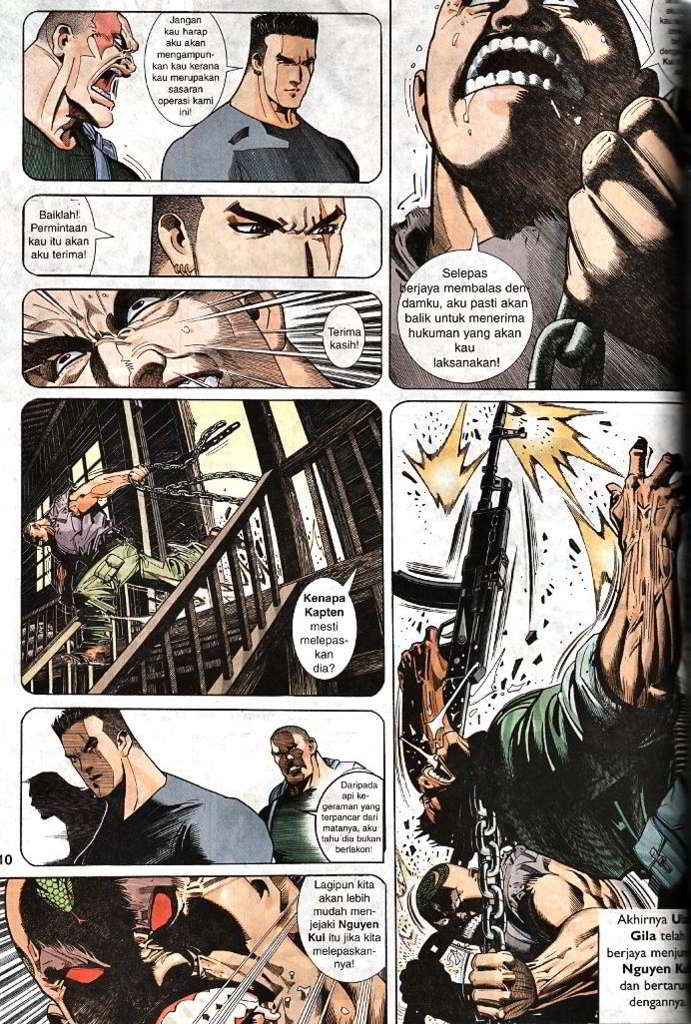 Jangan
kau harap
aku akan
mengampun-
kan kau kerana
kau merupakan
sasaran
operasi kami
ini!
Baiklah!
Permintaan
kau itu akan
aku terima!
Terima
kasih!
Kenapa
Kapten
mesti
melepas-
kan
dia?
Daripada
api ke-
geraman yang
terpancar dari
matanya, aku
tahu dia bukan
berlakon!
10
Lagipun kita
akan lebih
mudah men-
jejaki Nguyen
Kui itu jika kita
melepaskan-
nya!
Selepas
berjaya membalas den-
damku, aku pasti akan
balik untuk menerima
hukuman yang akan
kau
laksanakan!
Akhirnya
Gila telah
berjaya
Nguyen
dan
dengannya.